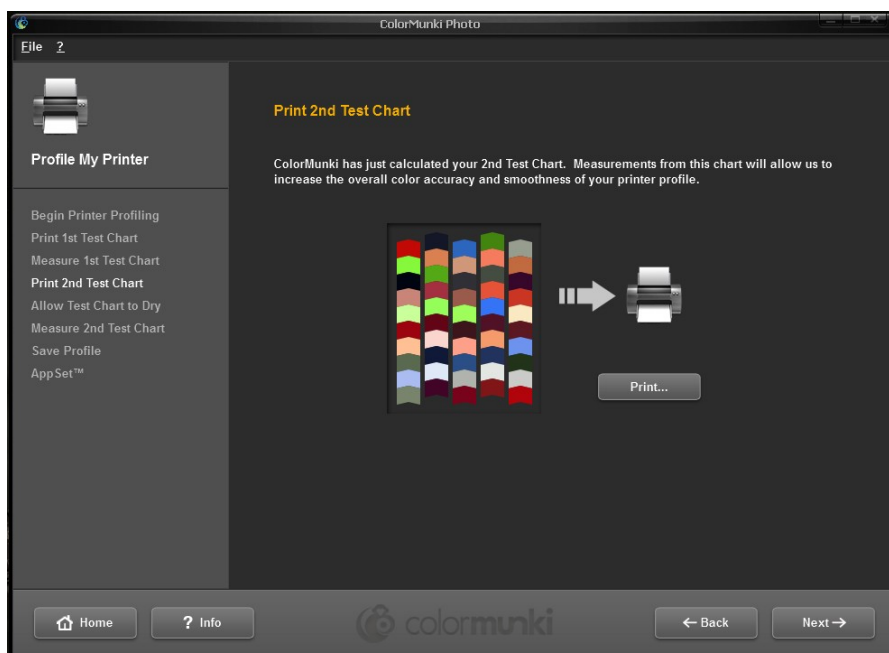 ColorMunki Photo
File ?
Profile My Printer
Begin Printer Profiling
Print 1st Test Chart
Measure 1st Test Chart
Print 2nd Test Chart
Allow Test Chart to Dry
Measure 2nd Test Chart
Save Profile
AppSet™
Print 2nd Test Chart
ColorMunki has just calculated your 2nd Test Chart. Measurements from this chart will allow us to
increase the overall color accuracy and smoothness of your printer profile.
Print...
Home
? Info
colormunki
← Back
Next →